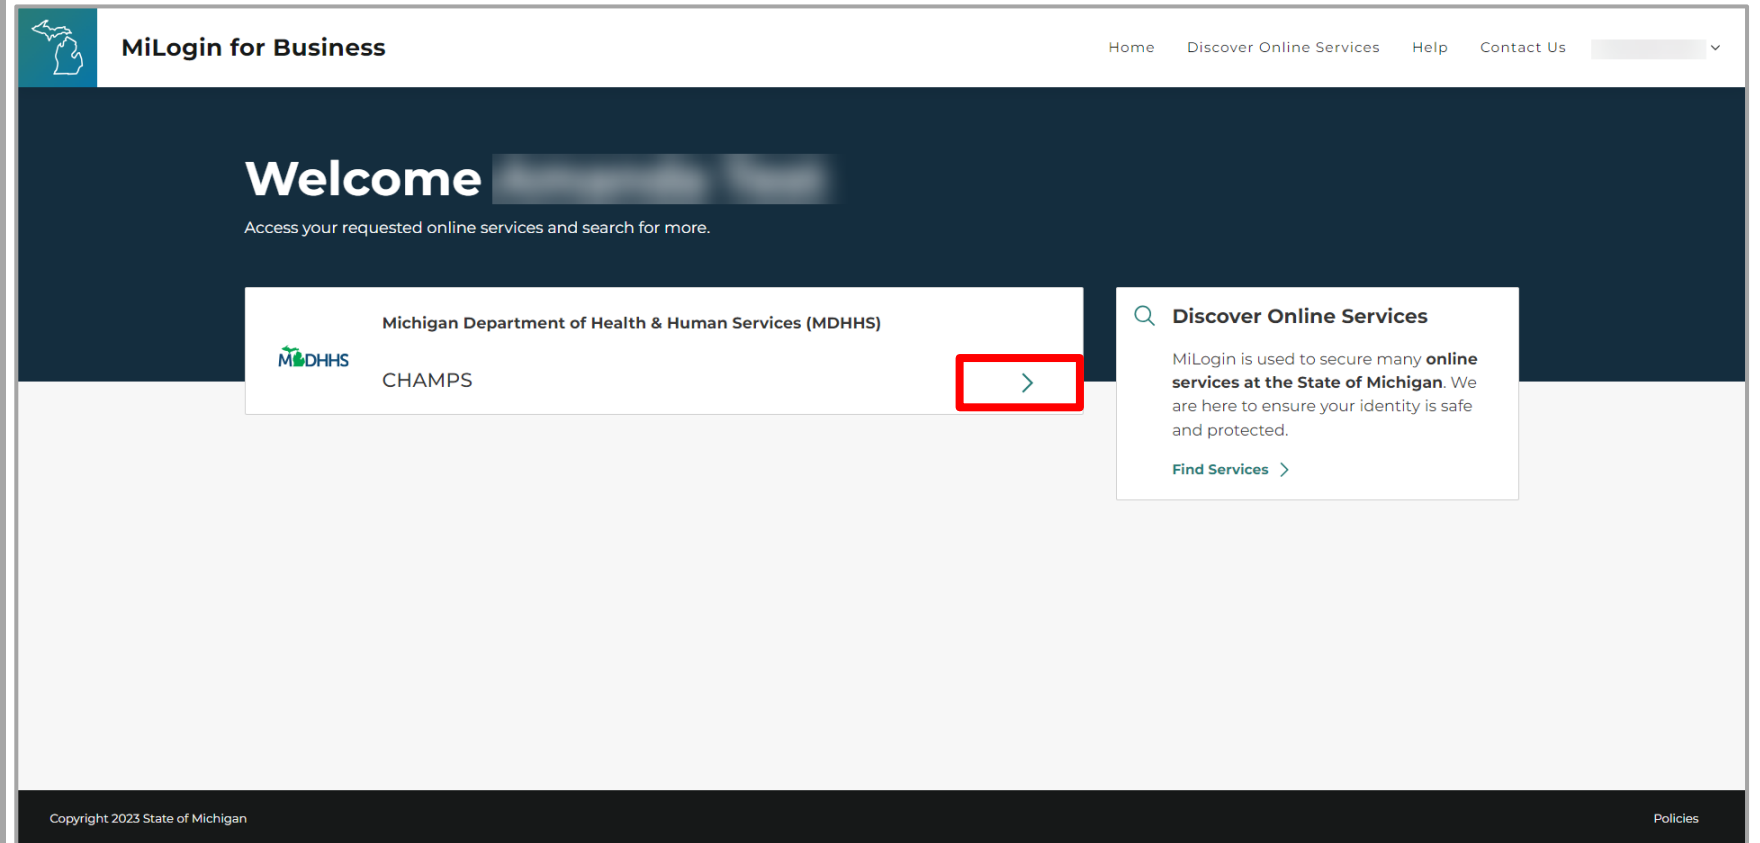 MiLogin for Business
Home Discover Online Services Help Contact Us
Welcome
Access your requested online services and search for more.
Michigan Department of Health & Human Services (MDHHS)
MDHHS
CHAMPS
Discover Online Services
MiLogin is used to secure many online
services at the State of Michigan. We
are here to ensure your identity is safe
and protected.
Find Services
Copyright 2023 State of Michigan
Policies